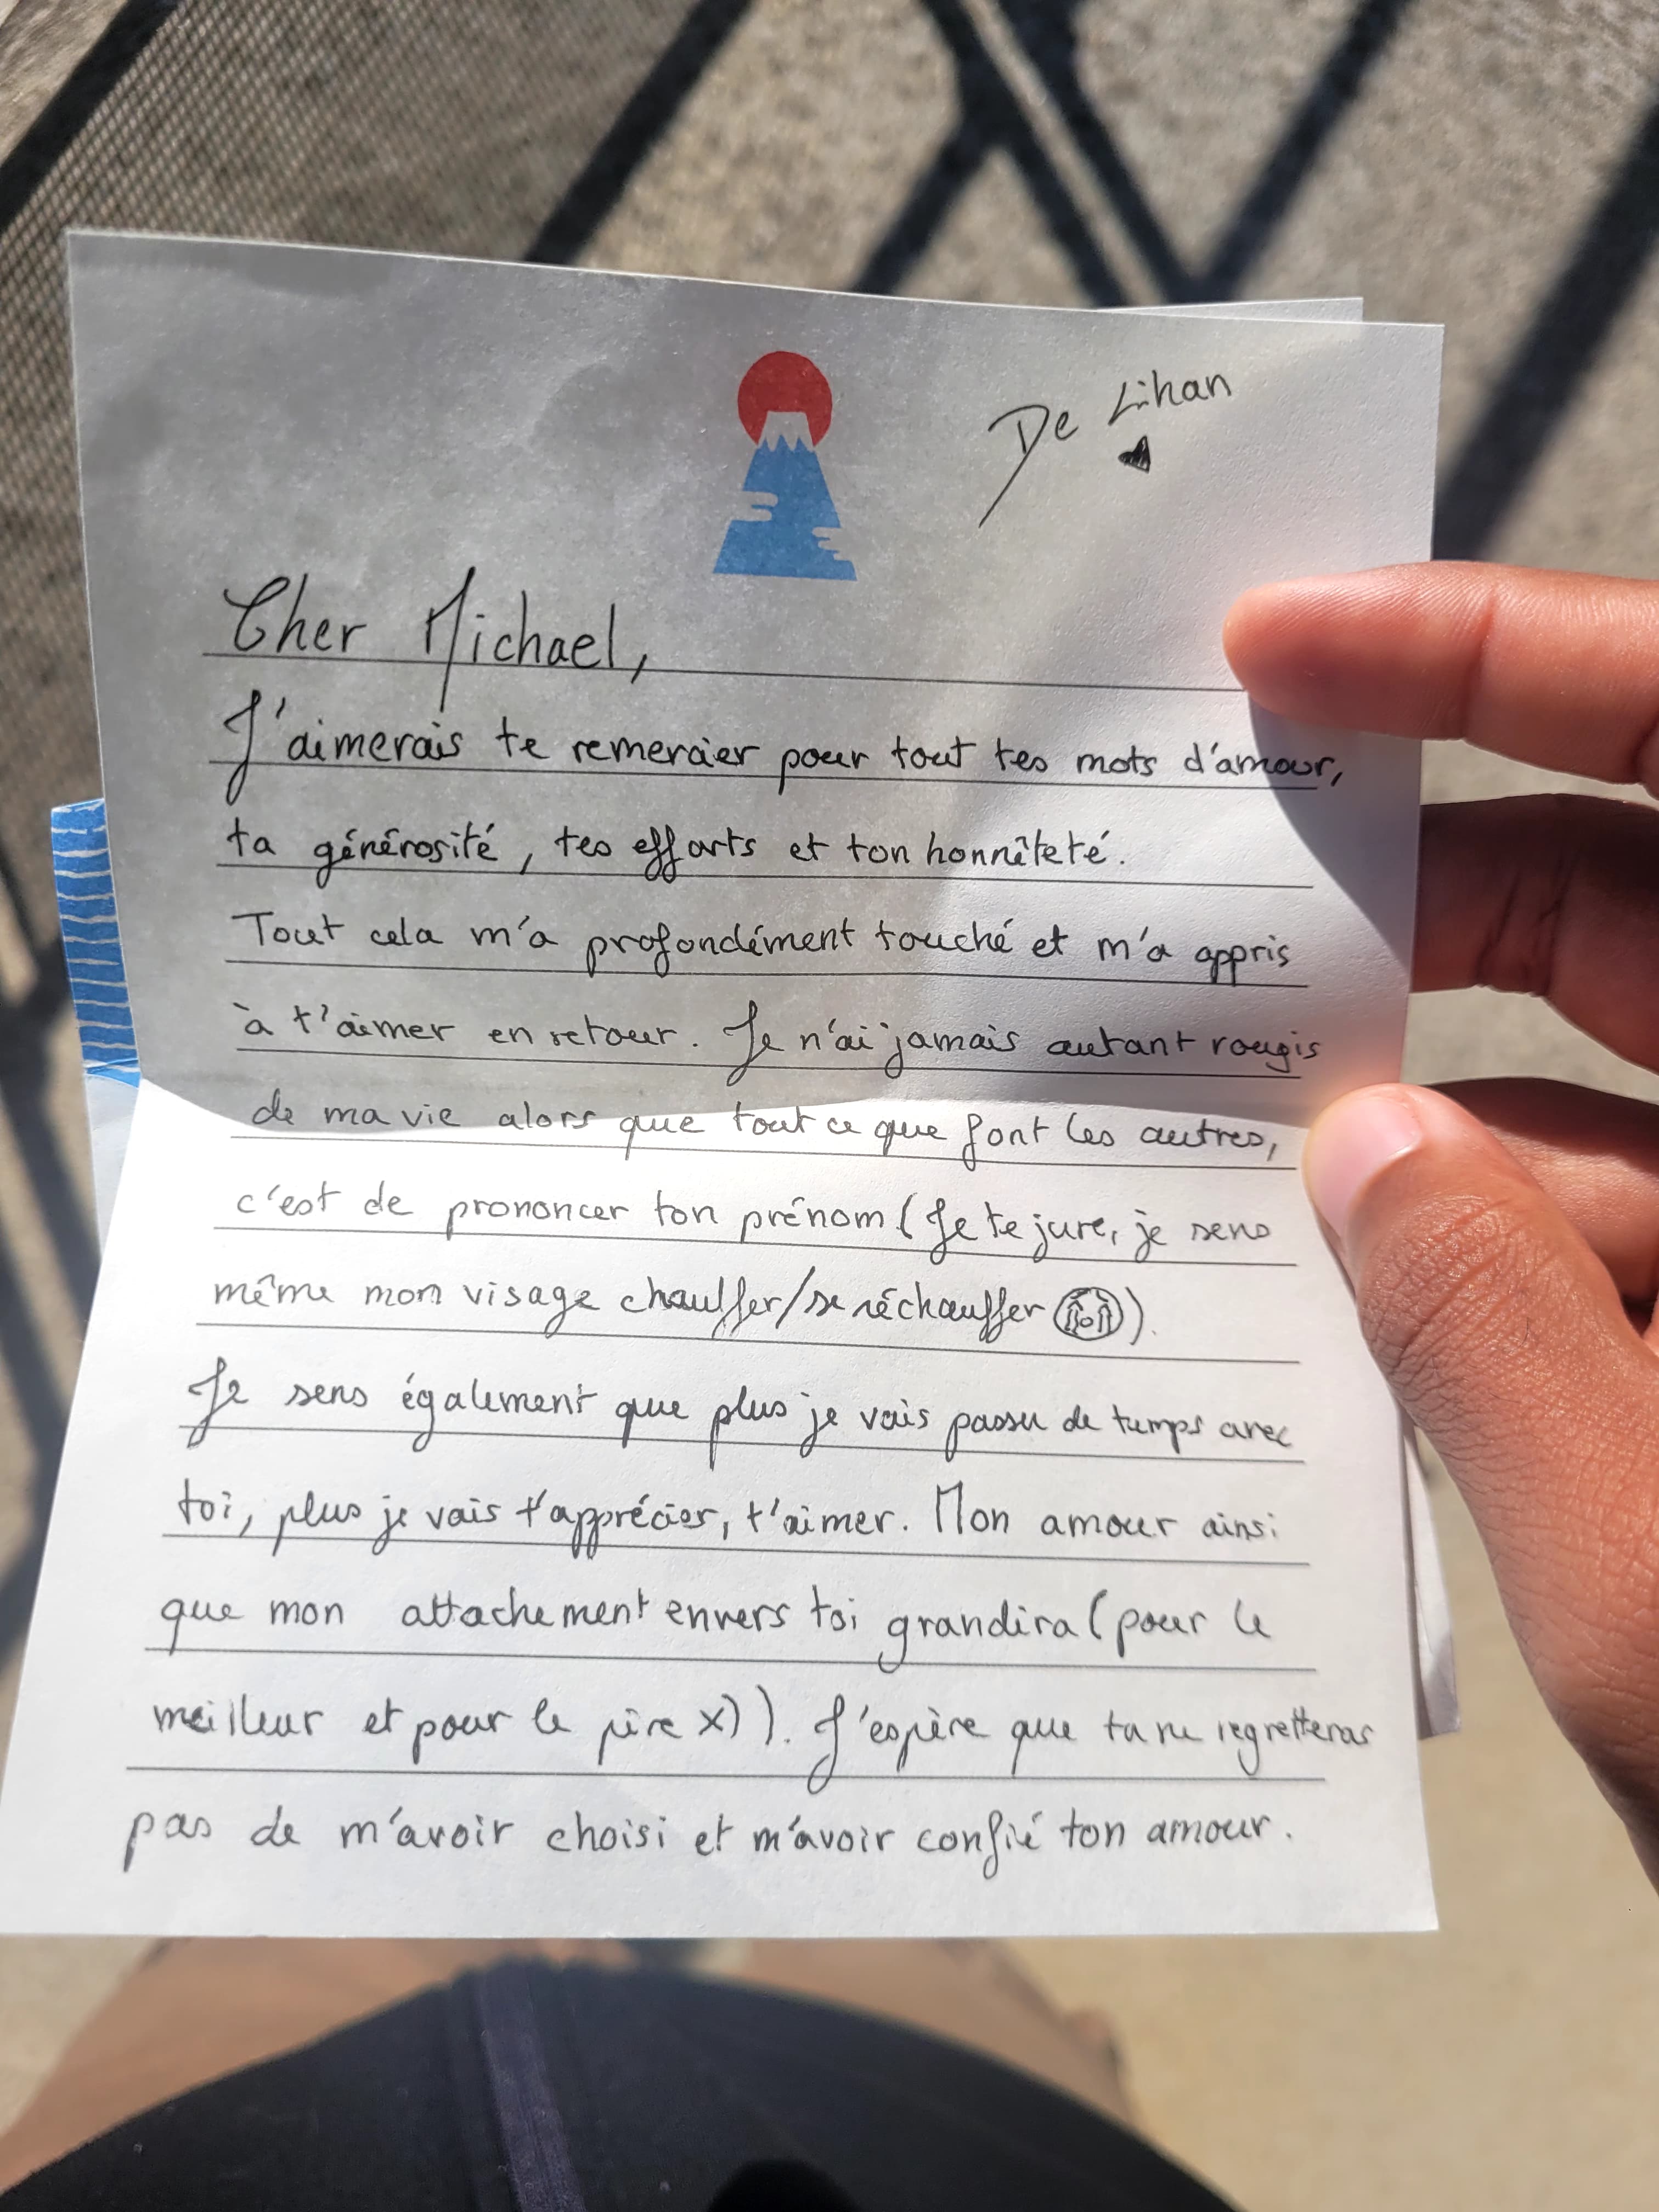 De Lihan
Cher Michael,
J'aimerais te remercier pour tout tes mots d'amour,
ta générosité, tes efforts et ton honnêteté.
Tout cela m'a profondément touché et m'a appris
à t'aimer en retour. Je n'ai jamais autant rougis
de ma vie alors que tout ce que font les autres,
c'est de prononcer ton prénom (Je te jure, je sens
même mon visage chauffer/se réchauffer).
Je sens également que plus je vais passer de temps avec
toi, plus je vais t'apprécier, t'aimer. Mon amour ainsi
que mon attachement envers toi grandira (pour le
meilleur et pour le pire x)). J'espère que tu ne regretteras
pas de m'avoir choisi et m'avoir confié ton amour.